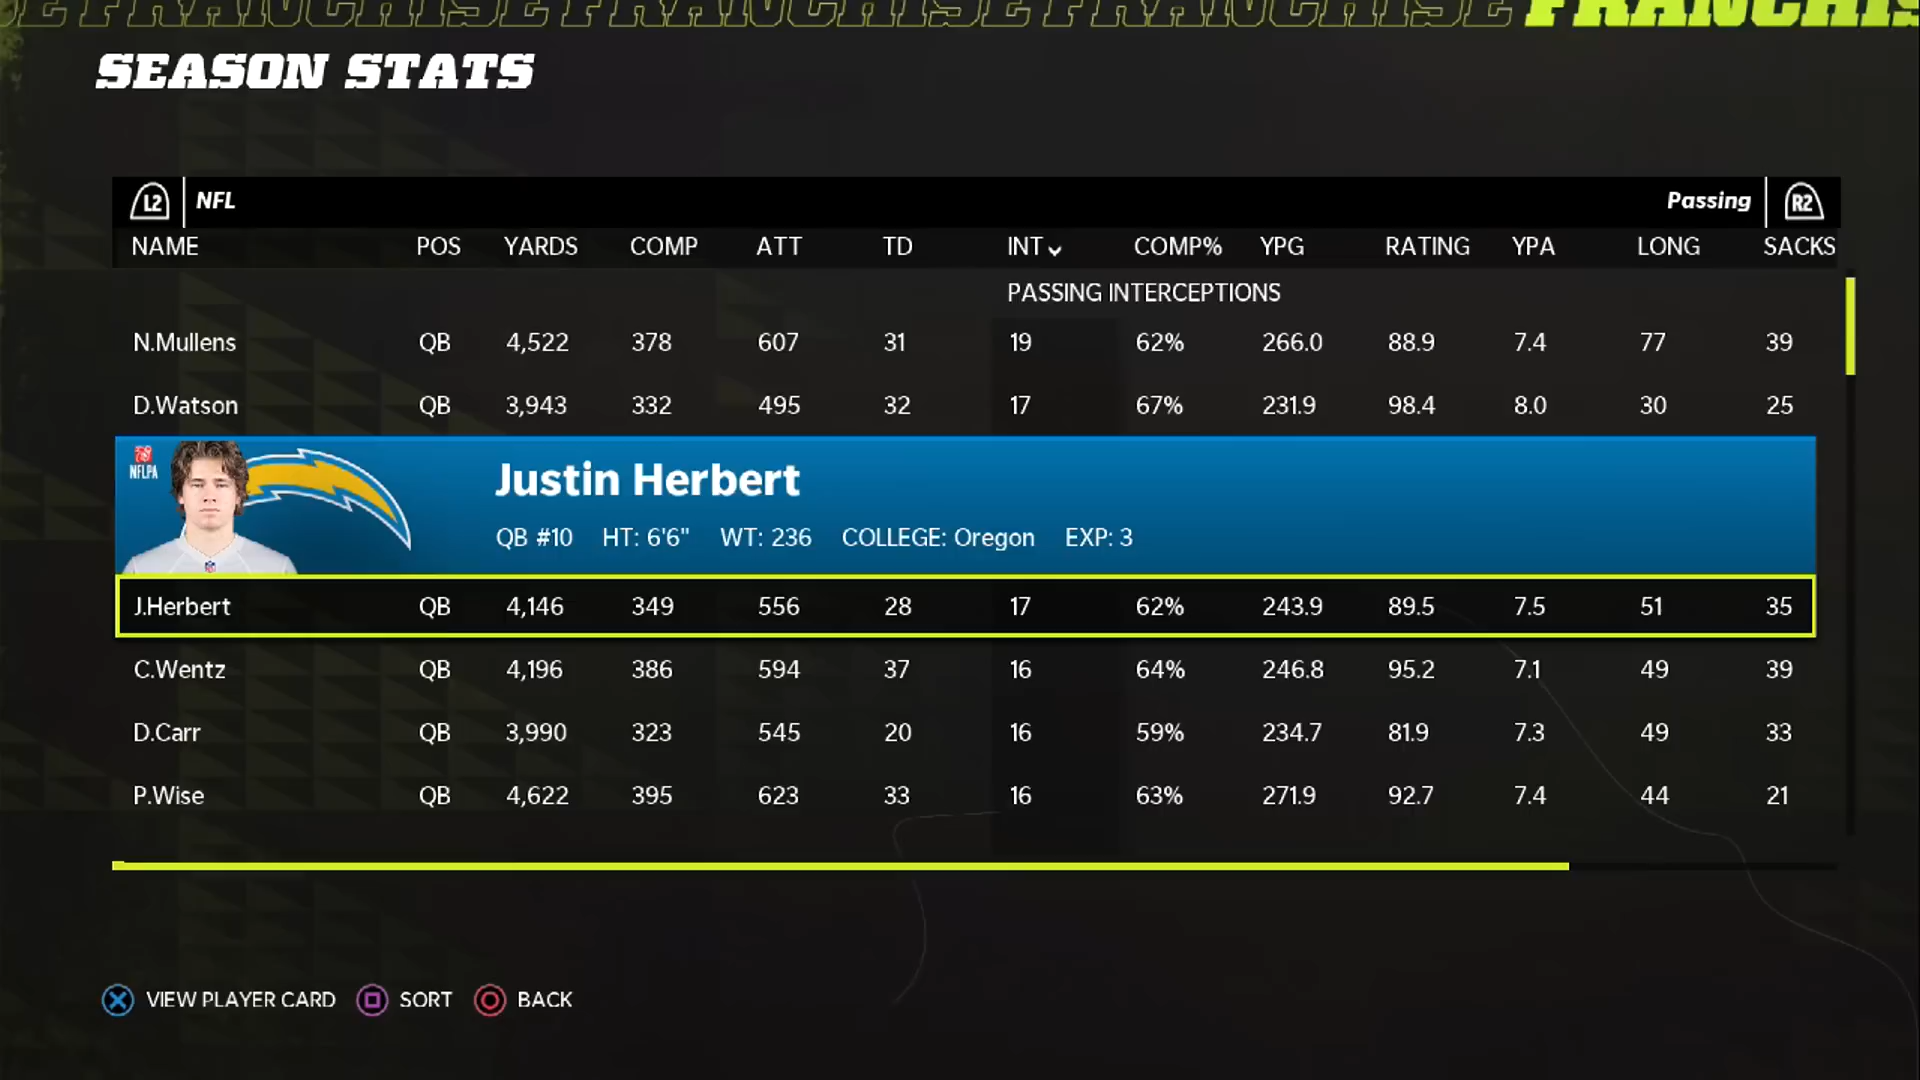 FRANCHISE FRANCHISE FRANCHISE FRANCHISE
SEASON STATS
L2 NFL Passing R2
NAME POS YARDS COMP ATT TD INT COMP% YPG RATING YPA LONG SACKS
PASSING INTERCEPTIONS
N.Mullens QB 4,522 378 607 31 19 62% 266.0 88.9 7.4 77 39
D.Watson QB 3,943 332 495 32 17 67% 231.9 98.4 8.0 30 25
NFLPA
Justin Herbert
QB #10 HT: 6'6" WT: 236 COLLEGE: Oregon EXP: 3
J.Herbert QB 4,146 349 556 28 17 62% 243.9 89.5 7.5 51 35
C.Wentz QB 4,196 386 594 37 16 64% 246.8 95.2 7.1 49 39
D.Carr QB 3,990 323 545 20 16 59% 234.7 81.9 7.3 49 33
P.Wise QB 4,622 395 623 33 16 63% 271.9 92.7 7.4 44 21
VIEW PLAYER CARD SORT BACK